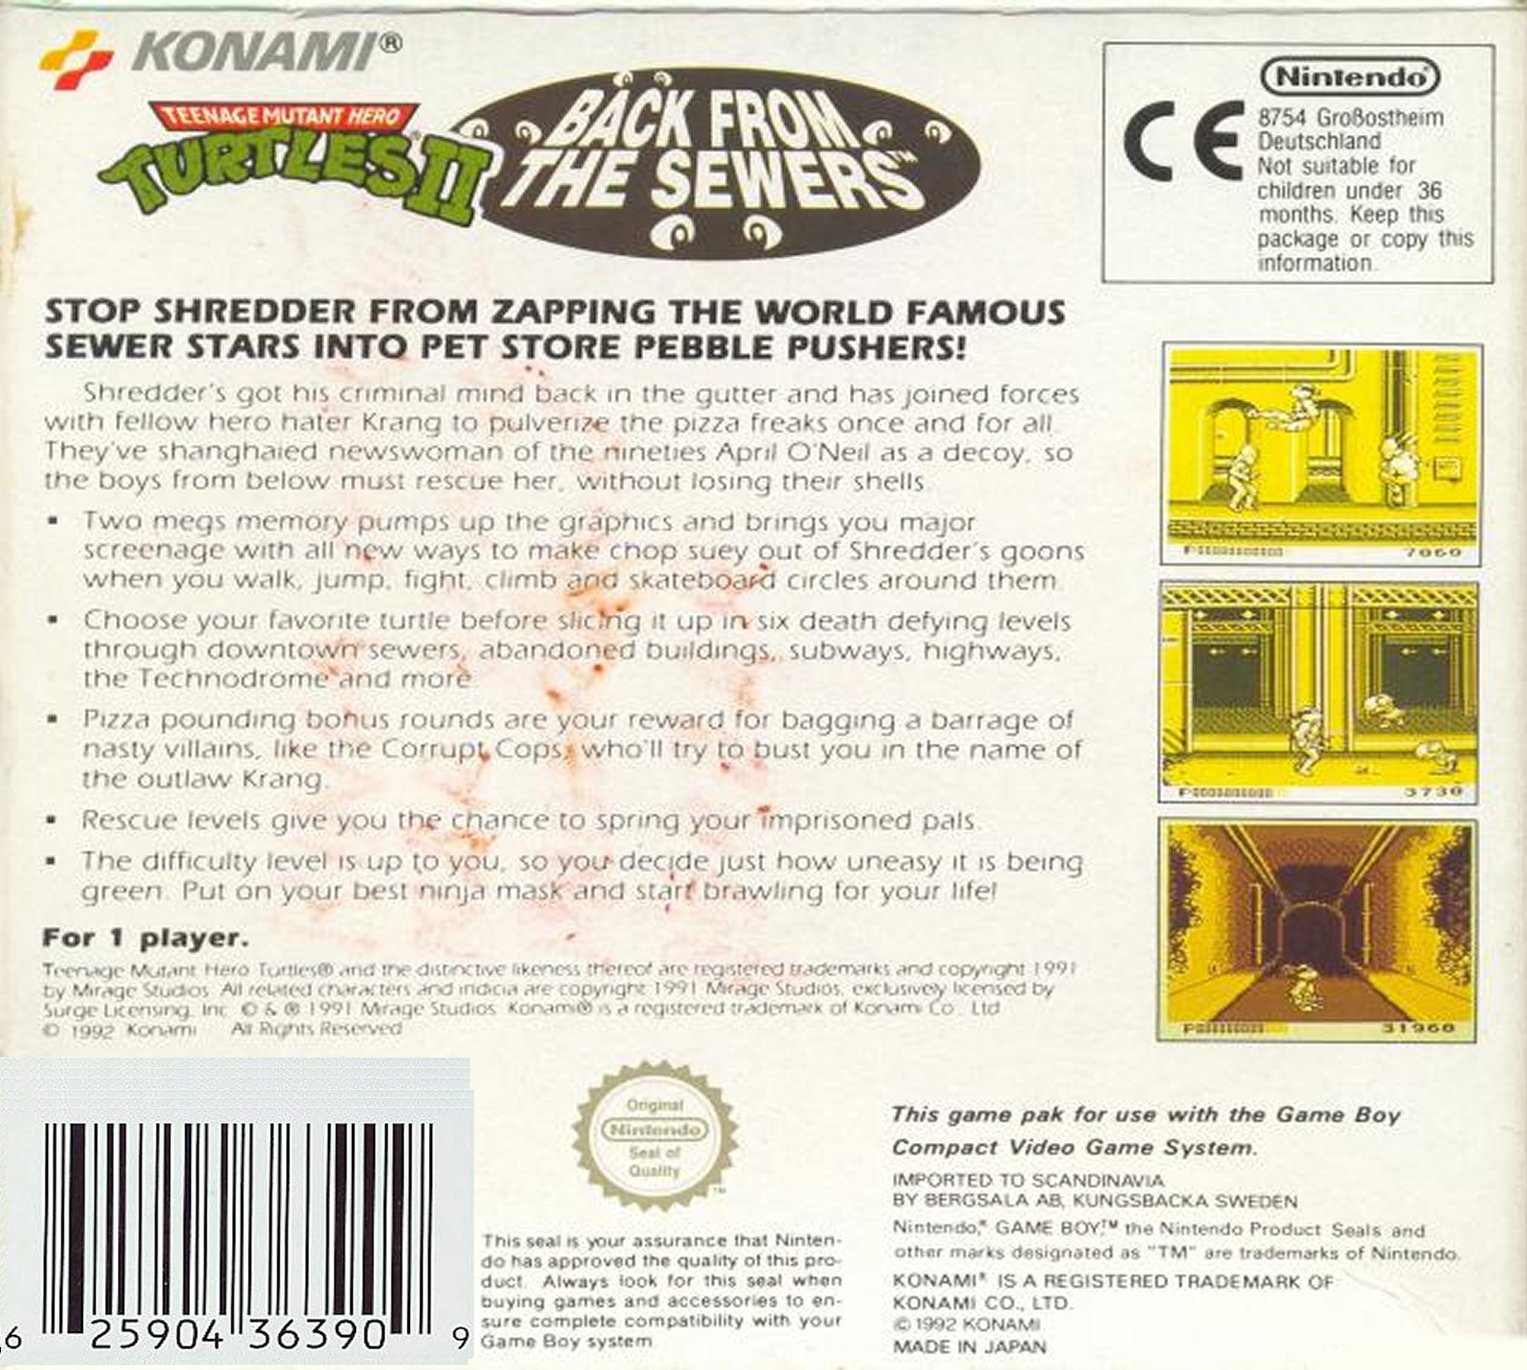 KONAMI®
TEENAGE MUTANT HERO
TURTLES II
BACK FROM
THE SEWERS™
Nintendo®
CE
8754 Großostheim
Deutschland
Not suitable for
children under 36
months. Keep this
package or copy this
information.
STOP SHREDDER FROM ZAPPING THE WORLD FAMOUS
SEWER STARS INTO PET STORE PEBBLE PUSHERS!
Shredder's got his criminal mind back in the gutter and has joined forces
with fellow hero hater Krang to pulverize the pizza freaks once and for all.
They've shanghaied newswoman of the nineties April O'Neil as a decoy, so
the boys from below must rescue her, without losing their shells.
▪ Two megs memory pumps up the graphics and brings you major
screenage with all new ways to make chop suey out of Shredder's goons
when you walk, jump, fight, climb and skateboard circles around them.
▪ Choose your favorite turtle before slicing it up in six death defying levels
through downtown sewers, abandoned buildings, subways, highways,
the Technodrome and more.
▪ Pizza pounding bonus rounds are your reward for bagging a barrage of
nasty villains, like the Corrupt Cops, who'll try to bust you in the name of
the outlaw Krang.
▪ Rescue levels give you the chance to spring your imprisoned pals.
▪ The difficulty level is up to you, so you decide just how uneasy it is being
green. Put on your best ninja mask and start brawling for your life!
For 1 player.
Teenage Mutant Hero Turtles® and the distinctive likeness thereof are registered trademarks and copyright 1991
by Mirage Studios. All related characters and indicia are copyright 1991 Mirage Studios, exclusively licensed by
Surge Licensing, Inc. © & ® 1991 Mirage Studios. Konami® is a registered trademark of Konami Co., Ltd.
© 1992 Konami All Rights Reserved
P
7060
P
3730
P
31960
6 25904 36390 9
Original
Nintendo
Seal of
Quality
™
This seal is your assurance that Ninten-
do has approved the quality of this pro-
duct. Always look for this seal when
buying games and accessories to en-
sure complete compatibility with your
Game Boy system.
This game pak for use with the Game Boy
Compact Video Game System.
IMPORTED TO SCANDINAVIA
BY BERGSALA AB, KUNGSBACKA SWEDEN
Nintendo,® GAME BOY,™ the Nintendo Product Seals and
other marks designated as "TM" are trademarks of Nintendo.
KONAMI® IS A REGISTERED TRADEMARK OF
KONAMI CO., LTD.
© 1992 KONAMI
MADE IN JAPAN